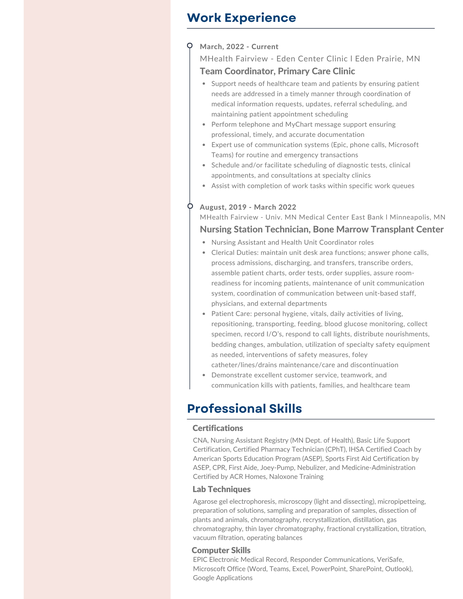 Work Experience
March, 2022 - Current
MHealth Fairview - Eden Center Clinic l Eden Prairie, MN
Team Coordinator, Primary Care Clinic
• Support needs of healthcare team and patients by ensuring patient
needs are addressed in a timely manner through coordination of
medical information requests, updates, referral scheduling, and
maintaining patient appointment scheduling
• Perform telephone and MyChart message support ensuring
professional, timely, and accurate documentation
• Expert use of communication systems (Epic, phone calls, Microsoft
Teams) for routine and emergency transactions
• Schedule and/or facilitate scheduling of diagnostic tests, clinical
appointments, and consultations at specialty clinics
• Assist with completion of work tasks within specific work queues
August, 2019 - March 2022
MHealth Fairview - Univ. MN Medical Center East Bank l Minneapolis, MN
Nursing Station Technician, Bone Marrow Transplant Center
• Nursing Assistant and Health Unit Coordinator roles
• Clerical Duties: maintain unit desk area functions; answer phone calls,
process admissions, discharging, and transfers, transcribe orders,
assemble patient charts, order tests, order supplies, assure room-
readiness for incoming patients, maintenance of unit communication
system, coordination of communication between unit-based staff,
physicians, and external departments
• Patient Care: personal hygiene, vitals, daily activities of living,
repositioning, transporting, feeding, blood glucose monitoring, collect
specimen, record I/O's, respond to call lights, distribute nourishments,
bedding changes, ambulation, utilization of specialty safety equipment
as needed, interventions of safety measures, foley
catheter/lines/drains maintenance/care and discontinuation
• Demonstrate excellent customer service, teamwork, and
communication kills with patients, families, and healthcare team
Professional Skills
Certifications
CNA, Nursing Assistant Registry (MN Dept. of Health), Basic Life Support
Certification, Certified Pharmacy Technician (CPhT), IHSA Certified Coach by
American Sports Education Program (ASEP), Sports First Aid Certification by
ASEP, CPR, First Aide, Joey-Pump, Nebulizer, and Medicine-Administration
Certified by ACR Homes, Naloxone Training
Lab Techniques
Agarose gel electrophoresis, microscopy (light and dissecting), micropipetteing,
preparation of solutions, sampling and preparation of samples, dissection of
plants and animals, chromatography, recrystallization, distillation, gas
chromatography, thin layer chromatography, fractional crystallization, titration,
vacuum filtration, operating balances
Computer Skills
EPIC Electronic Medical Record, Responder Communications, VeriSafe,
Microsoft Office (Word, Teams, Excel, PowerPoint, SharePoint, Outlook),
Google Applications